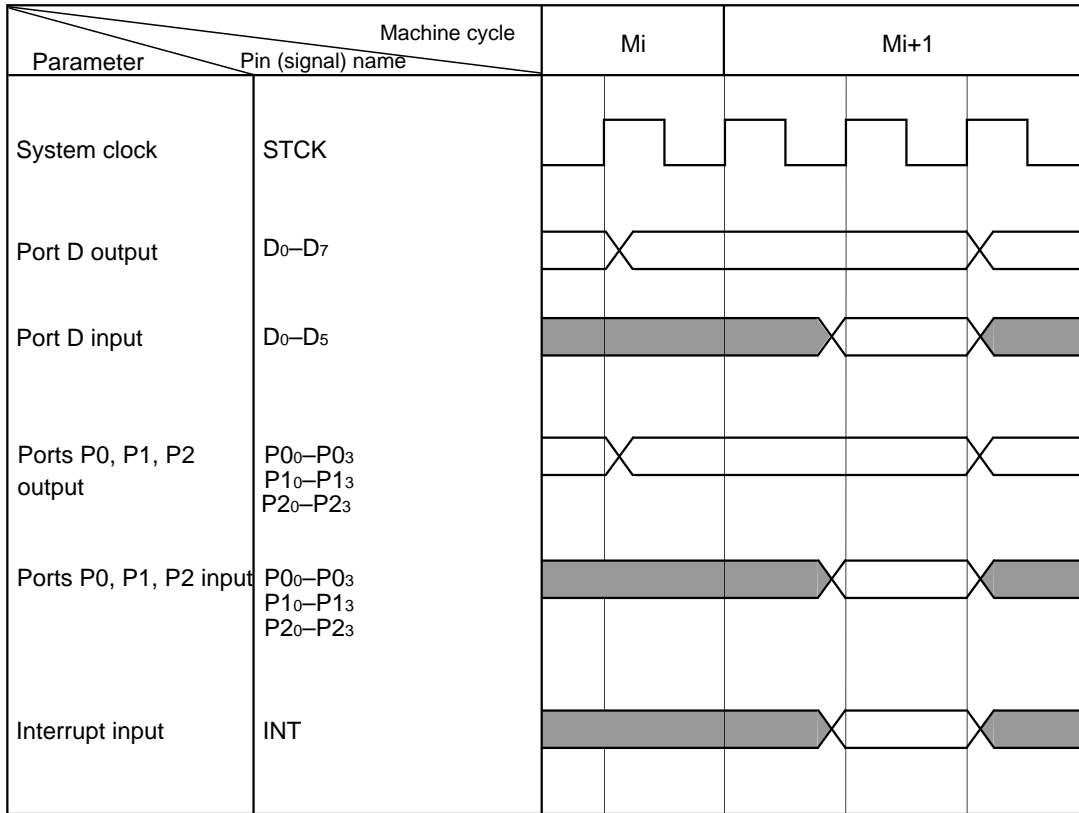 Machine cycle
Parameter
Pin (signal) name
Mi
Mi+1
System clock
STCK
Port D output
D0–D7
Port D input
D0–D5
Ports P0, P1, P2
output
P00–P03
P10–P13
P20–P23
Ports P0, P1, P2 input
P00–P03
P10–P13
P20–P23
Interrupt input
INT